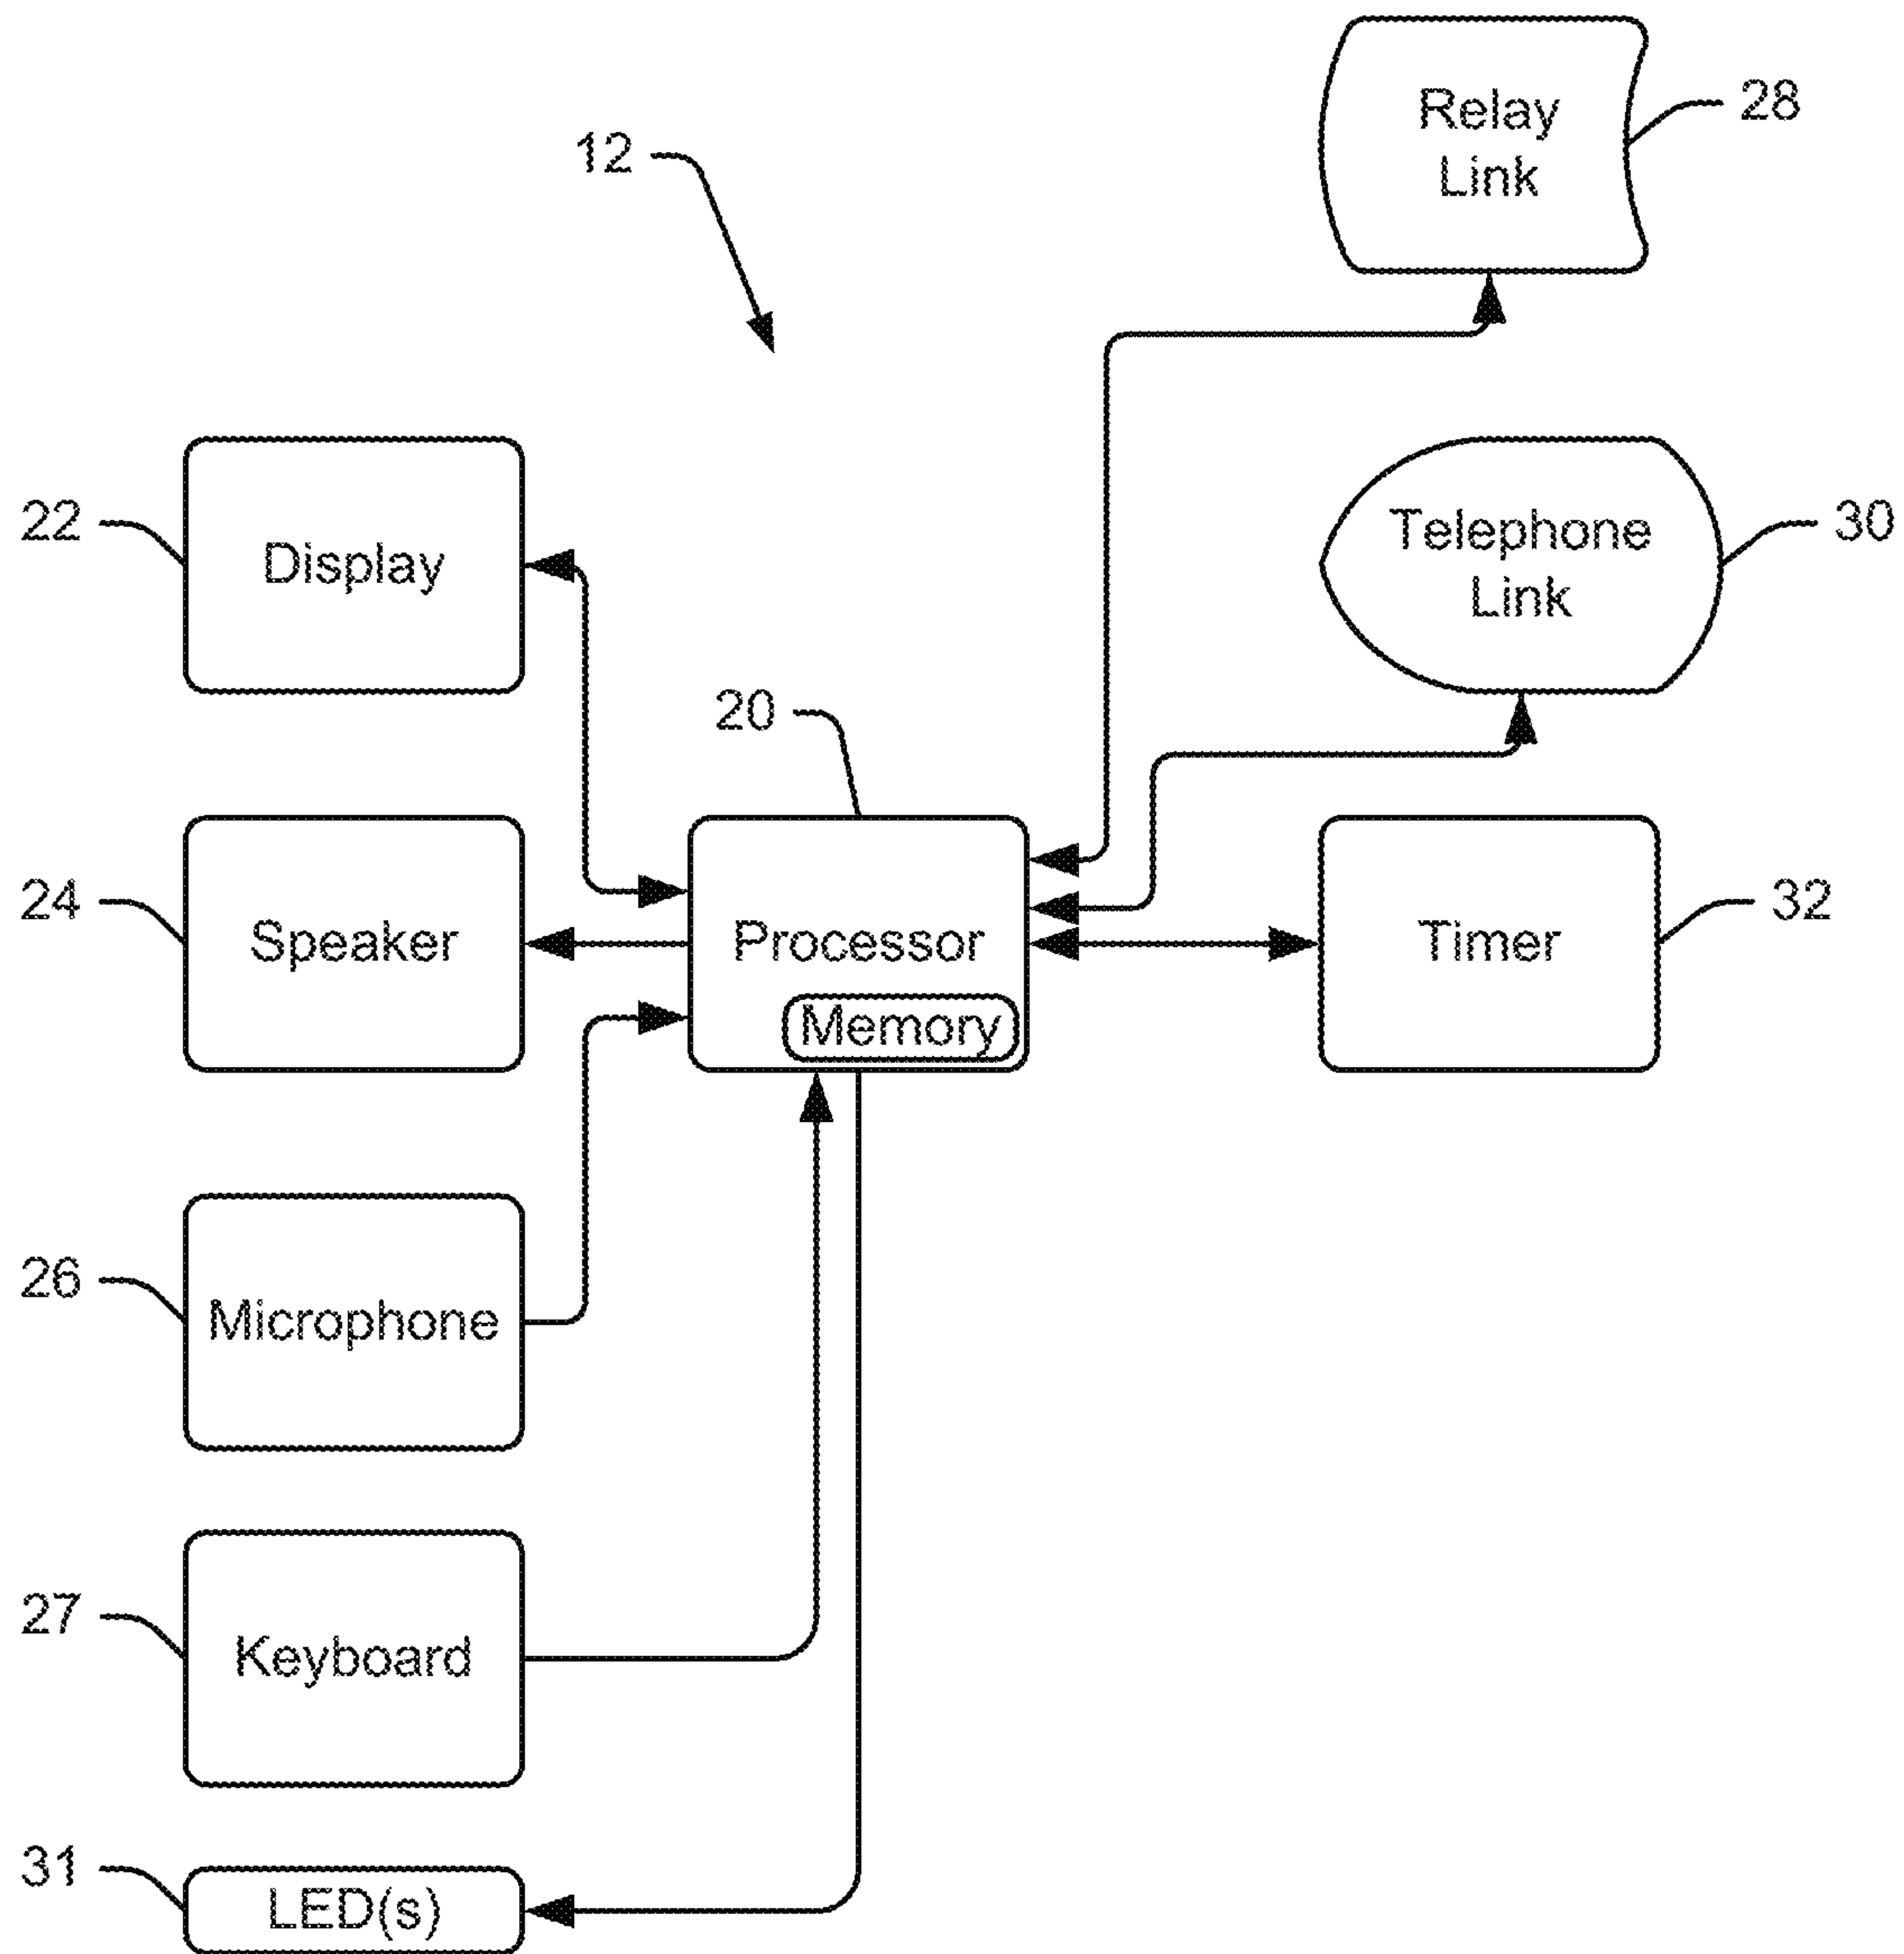 Relay
Link
28
12
22
Display
Telephone
Link
30
20
24
Speaker
Processor
Memory
Timer
32
26
Microphone
27
Keyboard
31
LED(s)